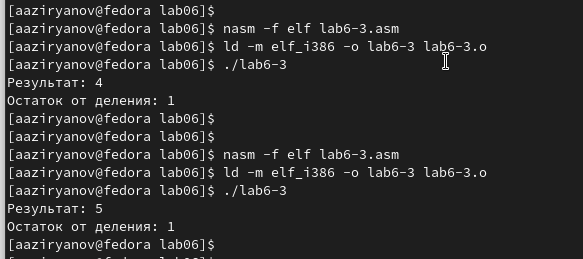 [aaziryanov@fedora lab06]$
[aaziryanov@fedora lab06]$ nasm -f elf lab6-3.asm
[aaziryanov@fedora lab06]$ ld -m elf_i386 -o lab6-3 lab6-3.o
[aaziryanov@fedora lab06]$ ./lab6-3
Результат: 4
Остаток от деления: 1
[aaziryanov@fedora lab06]$
[aaziryanov@fedora lab06]$
[aaziryanov@fedora lab06]$ nasm -f elf lab6-3.asm
[aaziryanov@fedora lab06]$ ld -m elf_i386 -o lab6-3 lab6-3.o
[aaziryanov@fedora lab06]$ ./lab6-3
Результат: 5
Остаток от деления: 1
[aaziryanov@fedora lab06]$